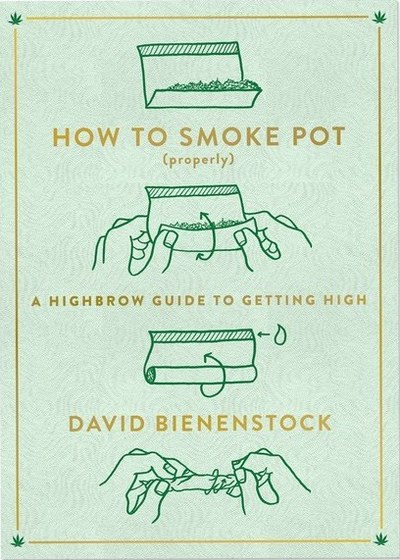 HOW TO SMOKE POT
(properly)
A HIGHBROW GUIDE TO GETTING HIGH
DAVID BIENENSTOCK